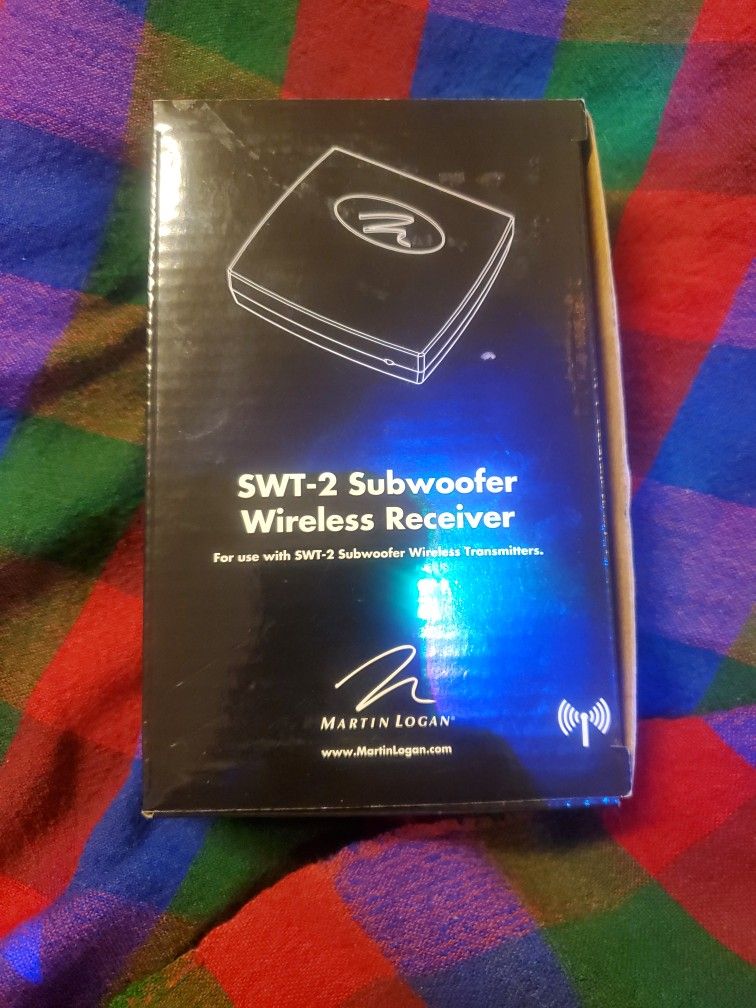 SWT-2 Subwoofer
Wireless Receiver
For use with SWT-2 Subwoofer Wireless Transmitters.
MARTIN LOGAN®
www.MartinLogan.com